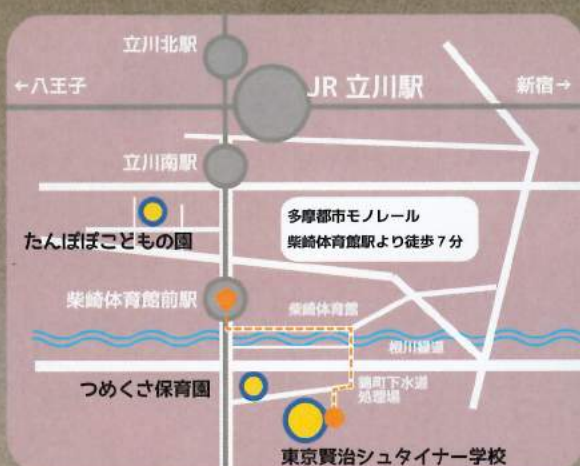 立川北駅
←八王子
JR 立川駅
新宿→
立川南駅
多摩都市モノレール
柴崎体育館駅より徒歩7分
たんぽぽこどもの園
柴崎体育館前駅
柴崎体育館
根川緑道
つめくさ保育園
錦町下水道
処理場
東京賢治シュタイナー学校